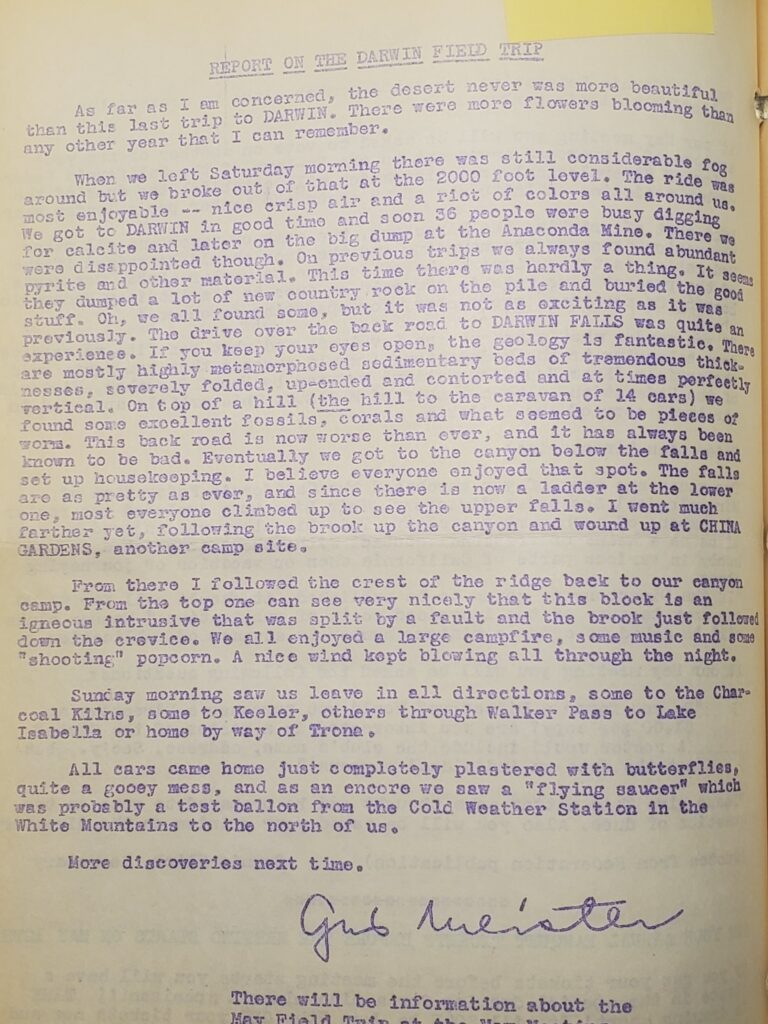 REPORT ON THE DARWIN FIELD TRIP
As far as I am concerned, the desert never was more beautiful
than this last trip to DARWIN. There were more flowers blooming than
any other year that I can remember.
When we left Saturday morning there was still considerable fog
around but we broke out of that at the 2000 foot level. The ride was
most enjoyable -- nice crisp air and a riot of colors all around us.
We got to DARWIN in good time and soon 36 people were busy digging
for calcite and later on the big dump at the Anaconda Mine. There we
were disappointed though. On previous trips we always found abundant
pyrite and other material. This time there was hardly a thing. It seems
they dumped a lot of new country rock on the pile and buried the good
stuff. Oh, we all found some, but it was not as exciting as it was
previously. The drive over the back road to DARWIN FALLS was quite an
experience. If you keep your eyes open, the geology is fantastic. There
are mostly highly metamorphosed sedimentary beds of tremendous thick-
nesses, severely folded, up-ended and contorted and at times perfectly
vertical. On top of a hill (the hill to the caravan of 14 cars) we
found some excellent fossils, corals and what seemed to be pieces of
worm. This back road is now worse than ever, and it has always been
known to be bad. Eventually we got to the canyon below the falls and
set up housekeeping. I believe everyone enjoyed that spot. The falls
are as pretty as ever, and since there is now a ladder at the lower
one, most everyone climbed up to see the upper falls. I went much
farther yet, following the brook up the canyon and wound up at CHINA
GARDENS, another camp site.
From there I followed the crest of the ridge back to our canyon
camp. From the top one can see very nicely that this block is an
igneous intrusive that was split by a fault and the brook just followed
down the crevice. We all enjoyed a large campfire, some music and some
"shooting" popcorn. A nice wind kept blowing all through the night.
Sunday morning saw us leave in all directions, some to the Char-
coal Kilns, some to Keeler, others through Walker Pass to Lake
Isabella or home by way of Trona.
All cars came home just completely plastered with butterflies,
quite a gooey mess, and as an encore we saw a "flying saucer" which
was probably a test ballon from the Cold Weather Station in the
White Mountains to the north of us.
More discoveries next time.
Gus Meister
There will be information about the
May Field Trip at the May Meeting